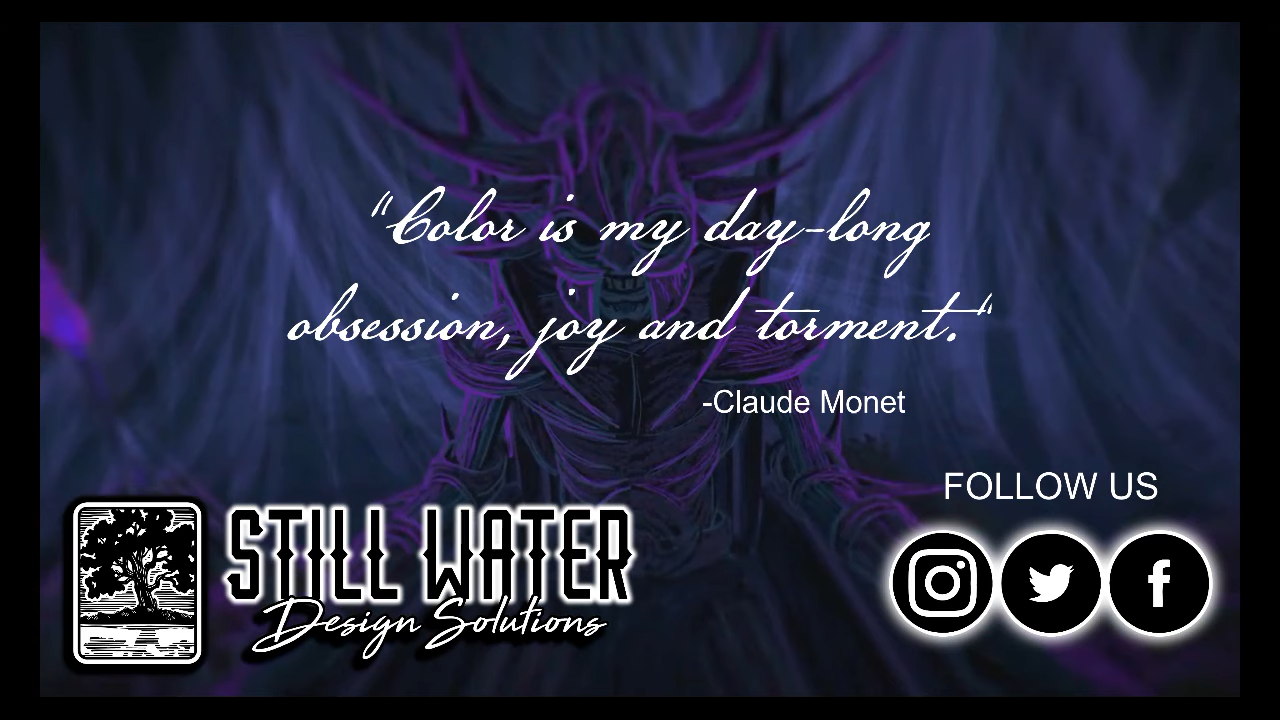 “Color is my day-long
obsession, joy and torment.“
-Claude Monet
FOLLOW US
STILL WATER
Design Solutions